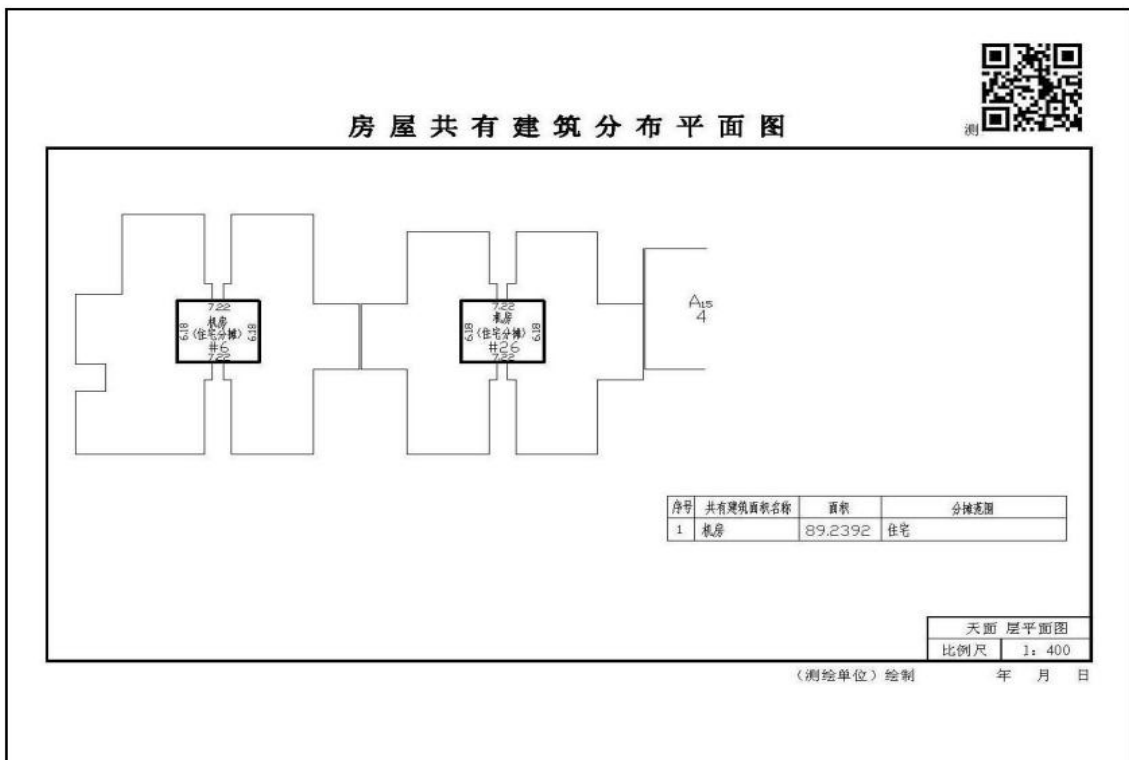 房屋共有建筑分布平面图
测
7.22
机房
(住宅分摊)
#6
7.22
6.18
6.18
7.22
机房
(住宅分摊)
#26
7.22
6.18
6.18
A15
4
序号 共有建筑面积名称 面积 分摊范围
1 机房 89.2392 住宅
天面 层平面图
比例尺 1: 400
(测绘单位)绘制 年 月 日